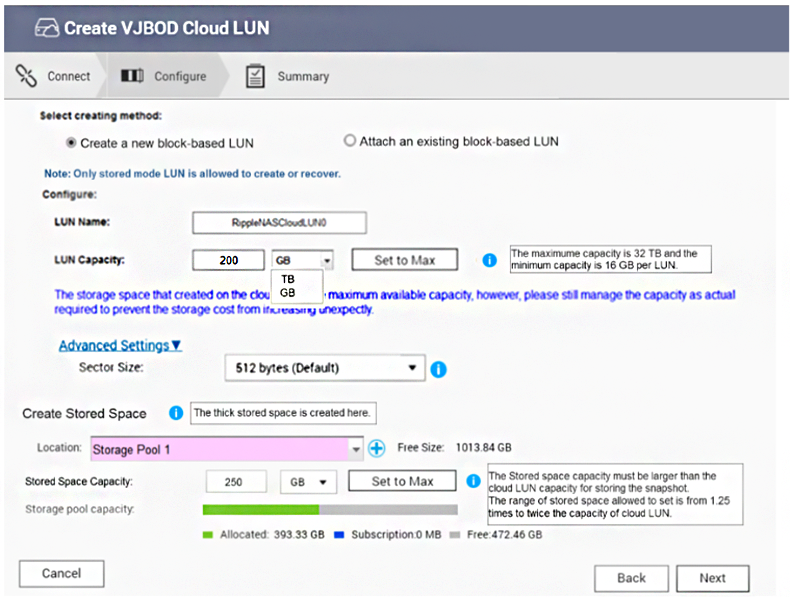 Create VJBOD Cloud LUN
Connect Configure Summary
Select creating method:
Create a new block-based LUN Attach an existing block-based LUN
Note: Only stored mode LUN is allowed to create or recover.
Configure:
LUN Name: RippleNASCloudLUN0
LUN Capacity: 200 GB Set to Max
The maximume capacity is 32 TB and the
minimum capacity is 16 GB per LUN.
TB
GB
The storage space that created on the clou maximum available capacity, however, please still manage the capacity as actual
required to prevent the storage cost from increasing unexpectly.
Advanced Settings▼
Sector Size: 512 bytes (Default)
Create Stored Space The thick stored space is created here.
Location: Storage Pool 1 Free Size: 1013.84 GB
Stored Space Capacity: 250 GB Set to Max
The Stored space capacity must be larger than the
cloud LUN capacity for storing the snapshot.
The range of stored space allowed to set is from 1.25
times to twice the capacity of cloud LUN.
Storage pool capacity:
Allocated: 393.33 GB Subscription:0 MB Free:472.46 GB
Cancel Back Next